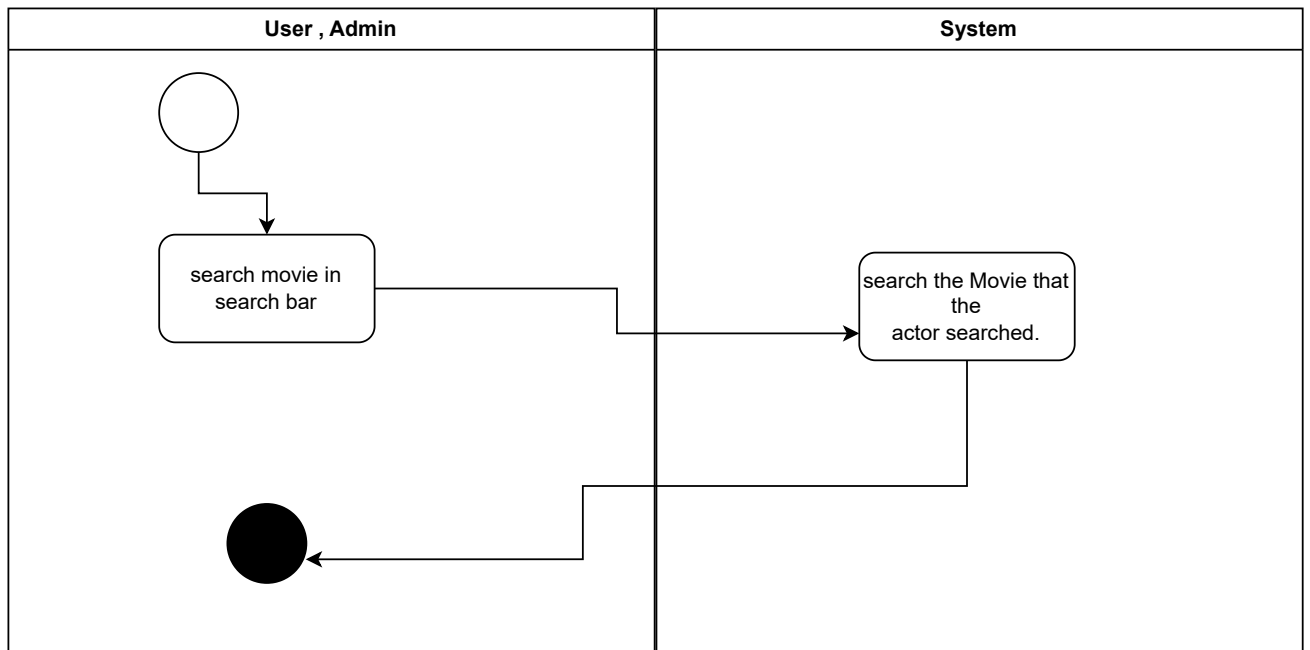 User , Admin
System
search movie in
search bar
search the Movie that
the
actor searched.